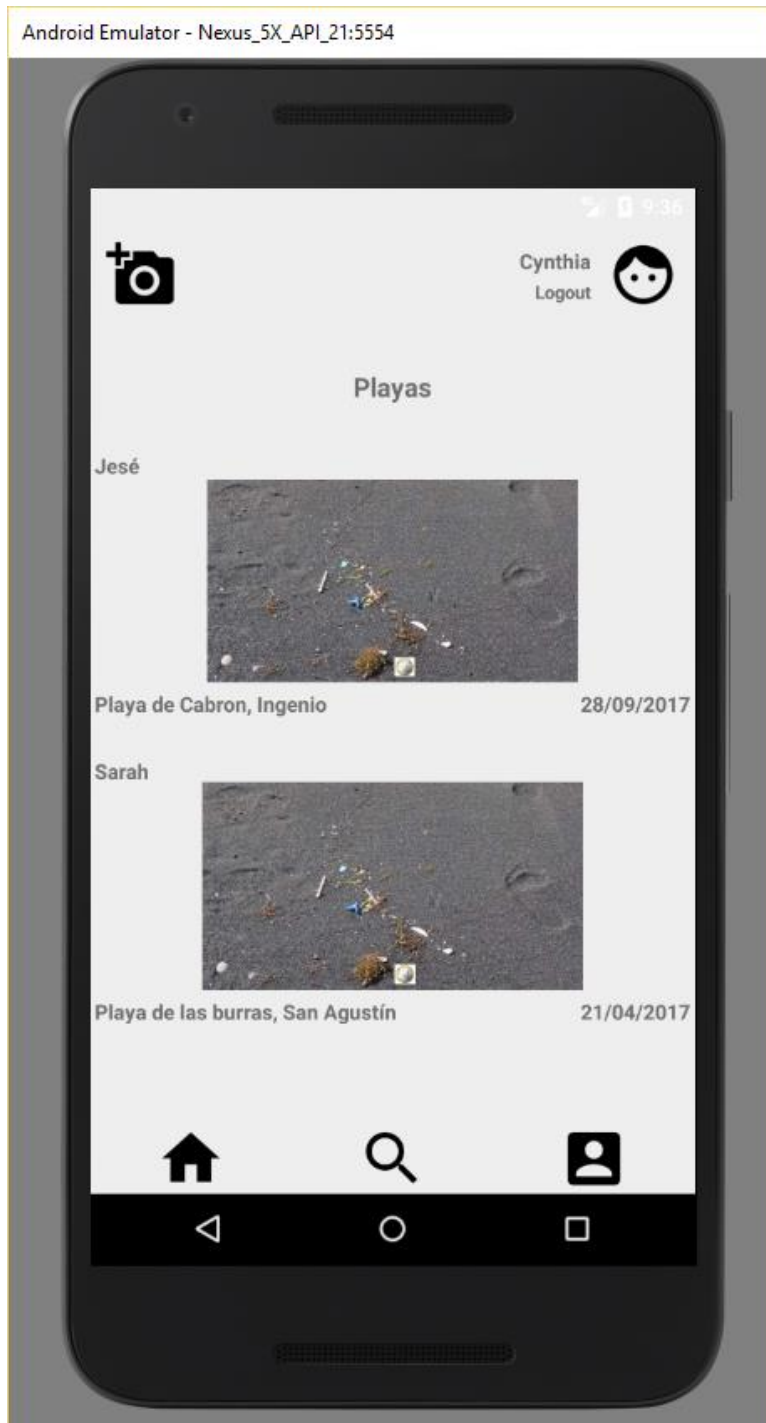 Android Emulator - Nexus_5X_API_21:5554
9:36
Cynthia
Logout
Playas
Jesé
Playa de Cabron, Ingenio 28/09/2017
Sarah
Playa de las burras, San Agustín 21/04/2017